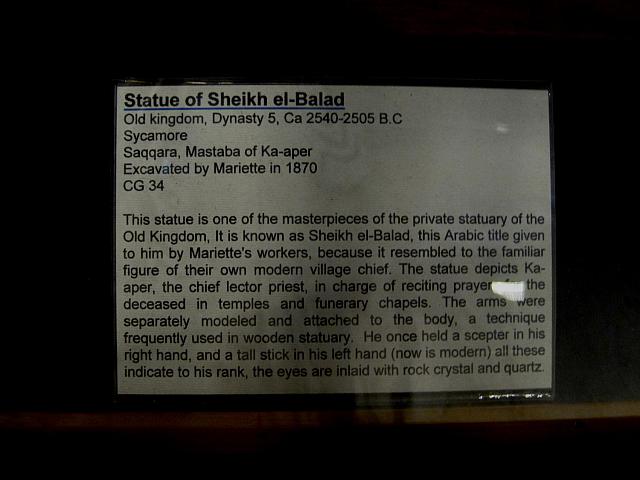 Statue of Sheikh el-Balad
Old kingdom, Dynasty 5, Ca 2540-2505 B.C
Sycamore
Saqqara, Mastaba of Ka-aper
Excavated by Mariette in 1870
CG 34
This statue is one of the masterpieces of the private statuary of the
Old Kingdom, It is known as Sheikh el-Balad, this Arabic title given
to him by Mariette's workers, because it resembled to the familiar
figure of their own modern village chief. The statue depicts Ka-
aper, the chief lector priest, in charge of reciting prayer the
deceased in temples and funerary chapels. The arms were
separately modeled and attached to the body, a technique
frequently used in wooden statuary. He once held a scepter in his
right hand, and a tall stick in his left hand (now is modern) all these
indicate to his rank, the eyes are inlaid with rock crystal and quartz.